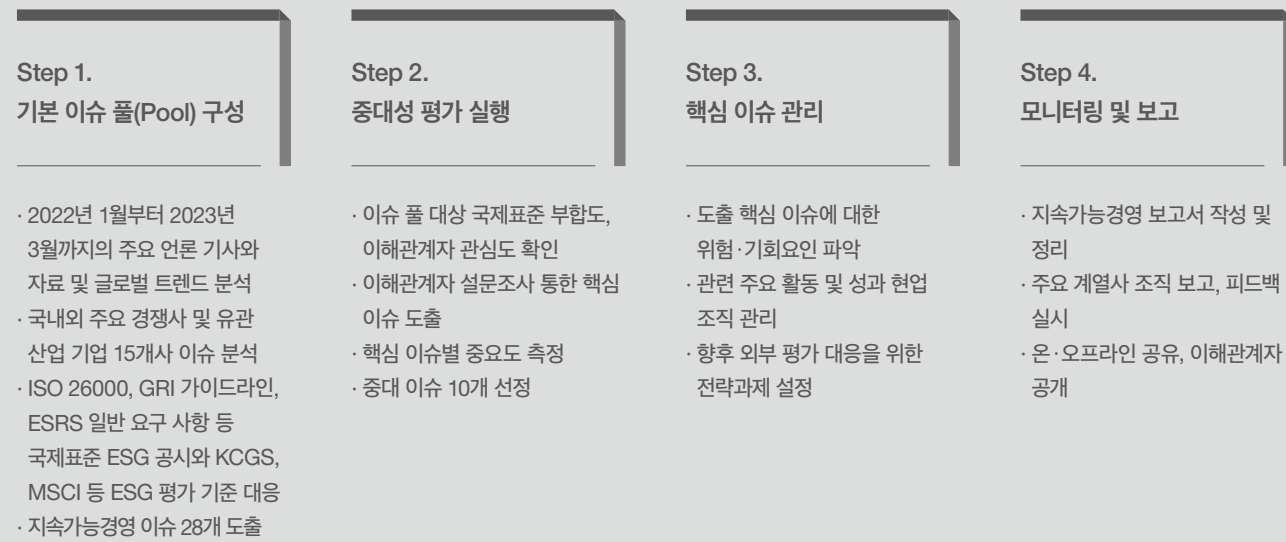 Step 1.
기본 이슈 풀(Pool) 구성
· 2022년 1월부터 2023년
3월까지의 주요 언론 기사와
자료 및 글로벌 트렌드 분석
· 국내외 주요 경쟁사 및 유관
산업 기업 15개사 이슈 분석
· ISO 26000, GRI 가이드라인,
ESRS 일반 요구 사항 등
국제표준 ESG 공시와 KCGS,
MSCI 등 ESG 평가 기준 대응
· 지속가능경영 이슈 28개 도출
Step 2.
중대성 평가 실행
· 이슈 풀 대상 국제표준 부합도,
이해관계자 관심도 확인
· 이해관계자 설문조사 통한 핵심
이슈 도출
· 핵심 이슈별 중요도 측정
· 중대 이슈 10개 선정
Step 3.
핵심 이슈 관리
· 도출 핵심 이슈에 대한
위험·기회요인 파악
· 관련 주요 활동 및 성과 현업
조직 관리
· 향후 외부 평가 대응을 위한
전략과제 설정
Step 4.
모니터링 및 보고
· 지속가능경영 보고서 작성 및
정리
· 주요 계열사 조직 보고, 피드백
실시
· 온·오프라인 공유, 이해관계자
공개